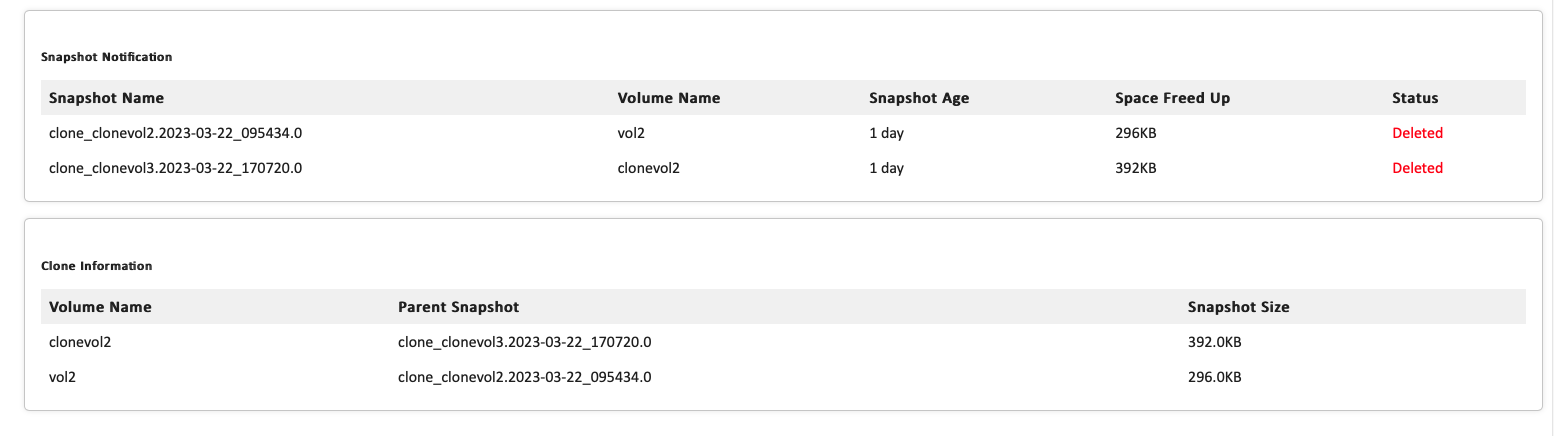 Snapshot Notification
Snapshot Name Volume Name Snapshot Age Space Freed Up Status
clone_clonevol2.2023-03-22_095434.0 vol2 1 day 296KB Deleted
clone_clonevol3.2023-03-22_170720.0 clonevol2 1 day 392KB Deleted
Clone Information
Volume Name Parent Snapshot Snapshot Size
clonevol2 clone_clonevol3.2023-03-22_170720.0 392.0KB
vol2 clone_clonevol2.2023-03-22_095434.0 296.0KB